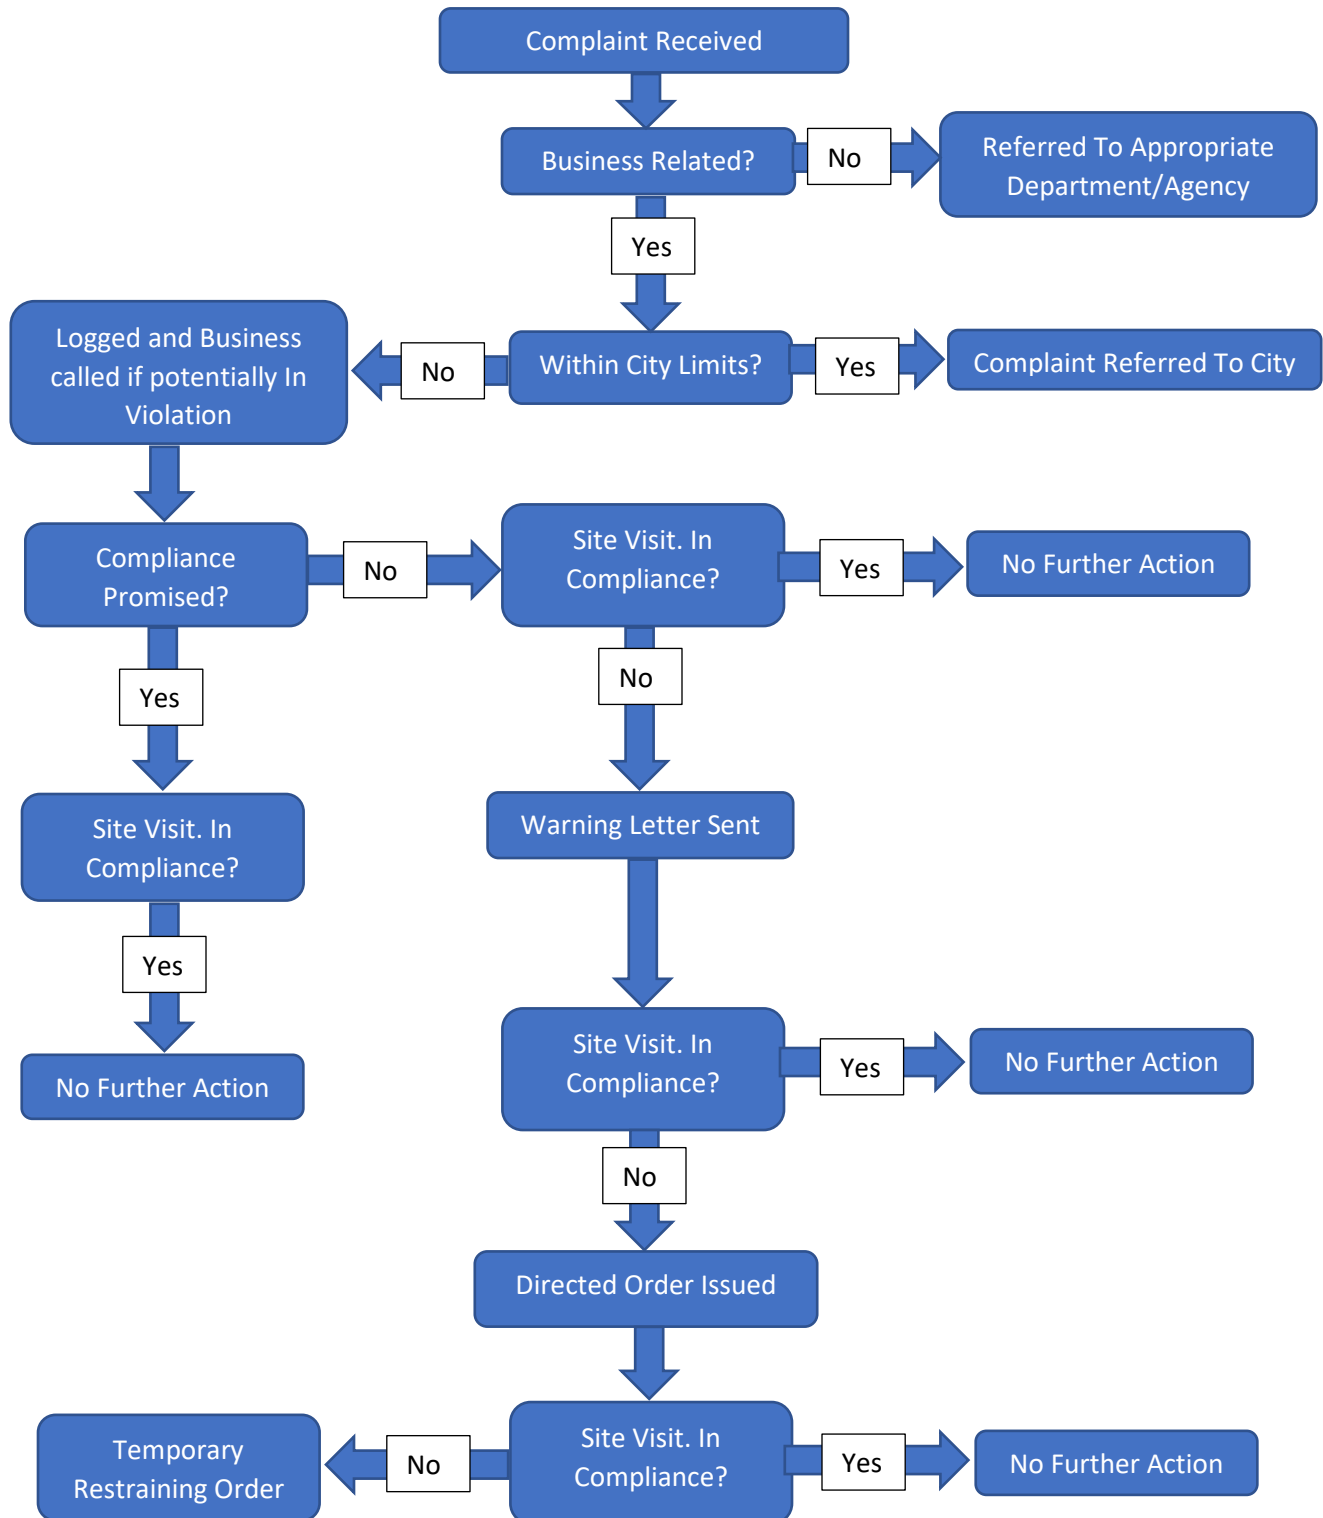 Complaint Received
Business Related?
No
Referred To Appropriate
Department/Agency
Yes
Logged and Business
called if potentially In
Violation
No
Within City Limits?
Yes
Complaint Referred To City
Compliance
Promised?
No
Site Visit. In
Compliance?
Yes
No Further Action
Yes
No
Site Visit. In
Compliance?
Warning Letter Sent
Yes
No Further Action
Site Visit. In
Compliance?
Yes
No Further Action
No
Directed Order Issued
Temporary
Restraining Order
No
Site Visit. In
Compliance?
Yes
No Further Action